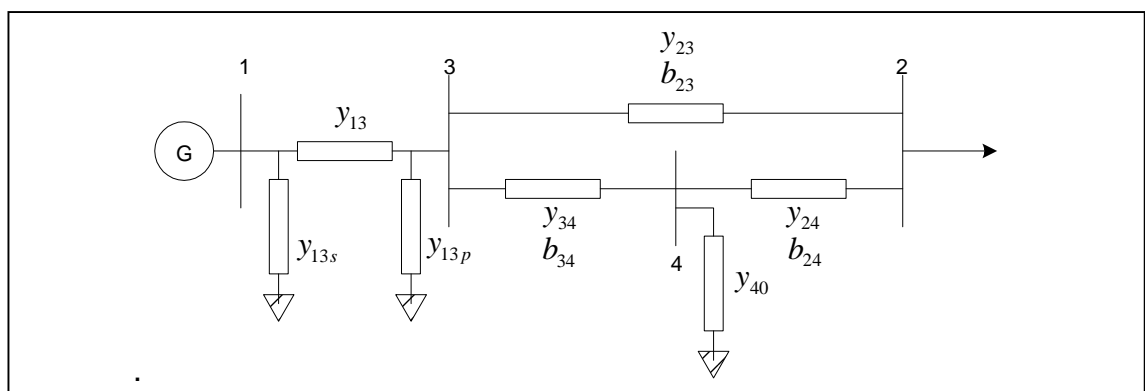 y₂₃
b₂₃
1
3
2
y₁₃
G
y₁₃ₛ
y₁₃ₚ
y₃₄
b₃₄
4
y₂₄
b₂₄
y₄₀
.